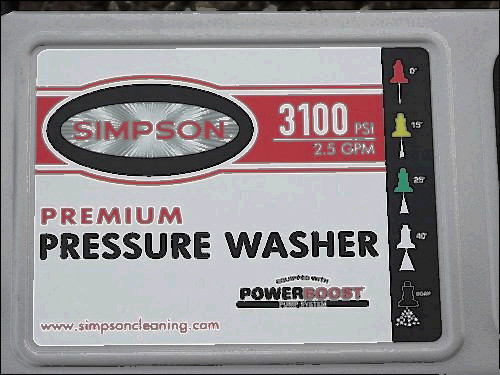 SIMPSON
3100 PSI
2.5 GPM
PREMIUM
PRESSURE WASHER
EQUIPPED WITH
POWERBOOST
PUMP SYSTEM
www.simpsoncleaning.com
0°
15°
25°
40°
SOAP